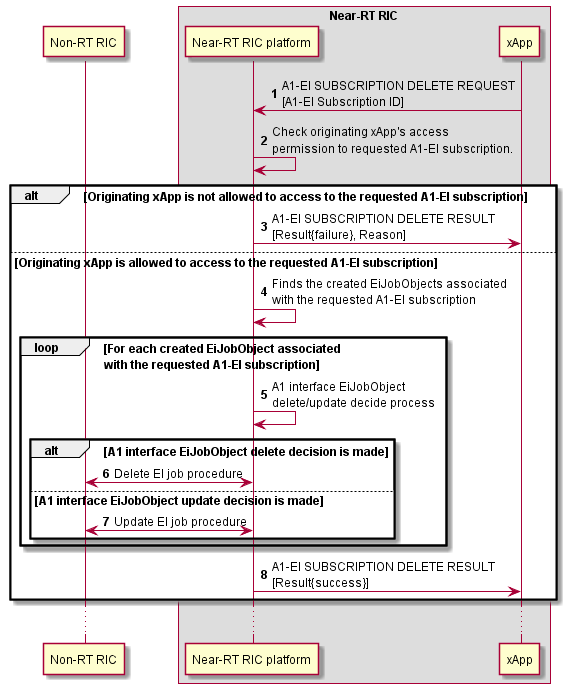 Near-RT RIC
Non-RT RIC
Near-RT RIC platform
xApp
1 A1-EI SUBSCRIPTION DELETE REQUEST
[A1-EI Subscription ID]
2 Check originating xApp's access
permission to requested A1-EI subscription.
alt [Originating xApp is not allowed to access to the requested A1-EI subscription]
3 A1-EI SUBSCRIPTION DELETE RESULT
[Result{failure}, Reason]
[Originating xApp is allowed to access to the requested A1-EI subscription]
4 Finds the created EiJobObjects associated
with the requested A1-EI subscription
loop [For each created EiJobObject associated
with the requested A1-EI subscription]
5 A1 interface EiJobObject
delete/update decide process
alt [A1 interface EiJobObject delete decision is made]
6 Delete EI job procedure
[A1 interface EiJobObject update decision is made]
7 Update EI job procedure
8 A1-EI SUBSCRIPTION DELETE RESULT
[Result{success}]
Non-RT RIC
Near-RT RIC platform
xApp